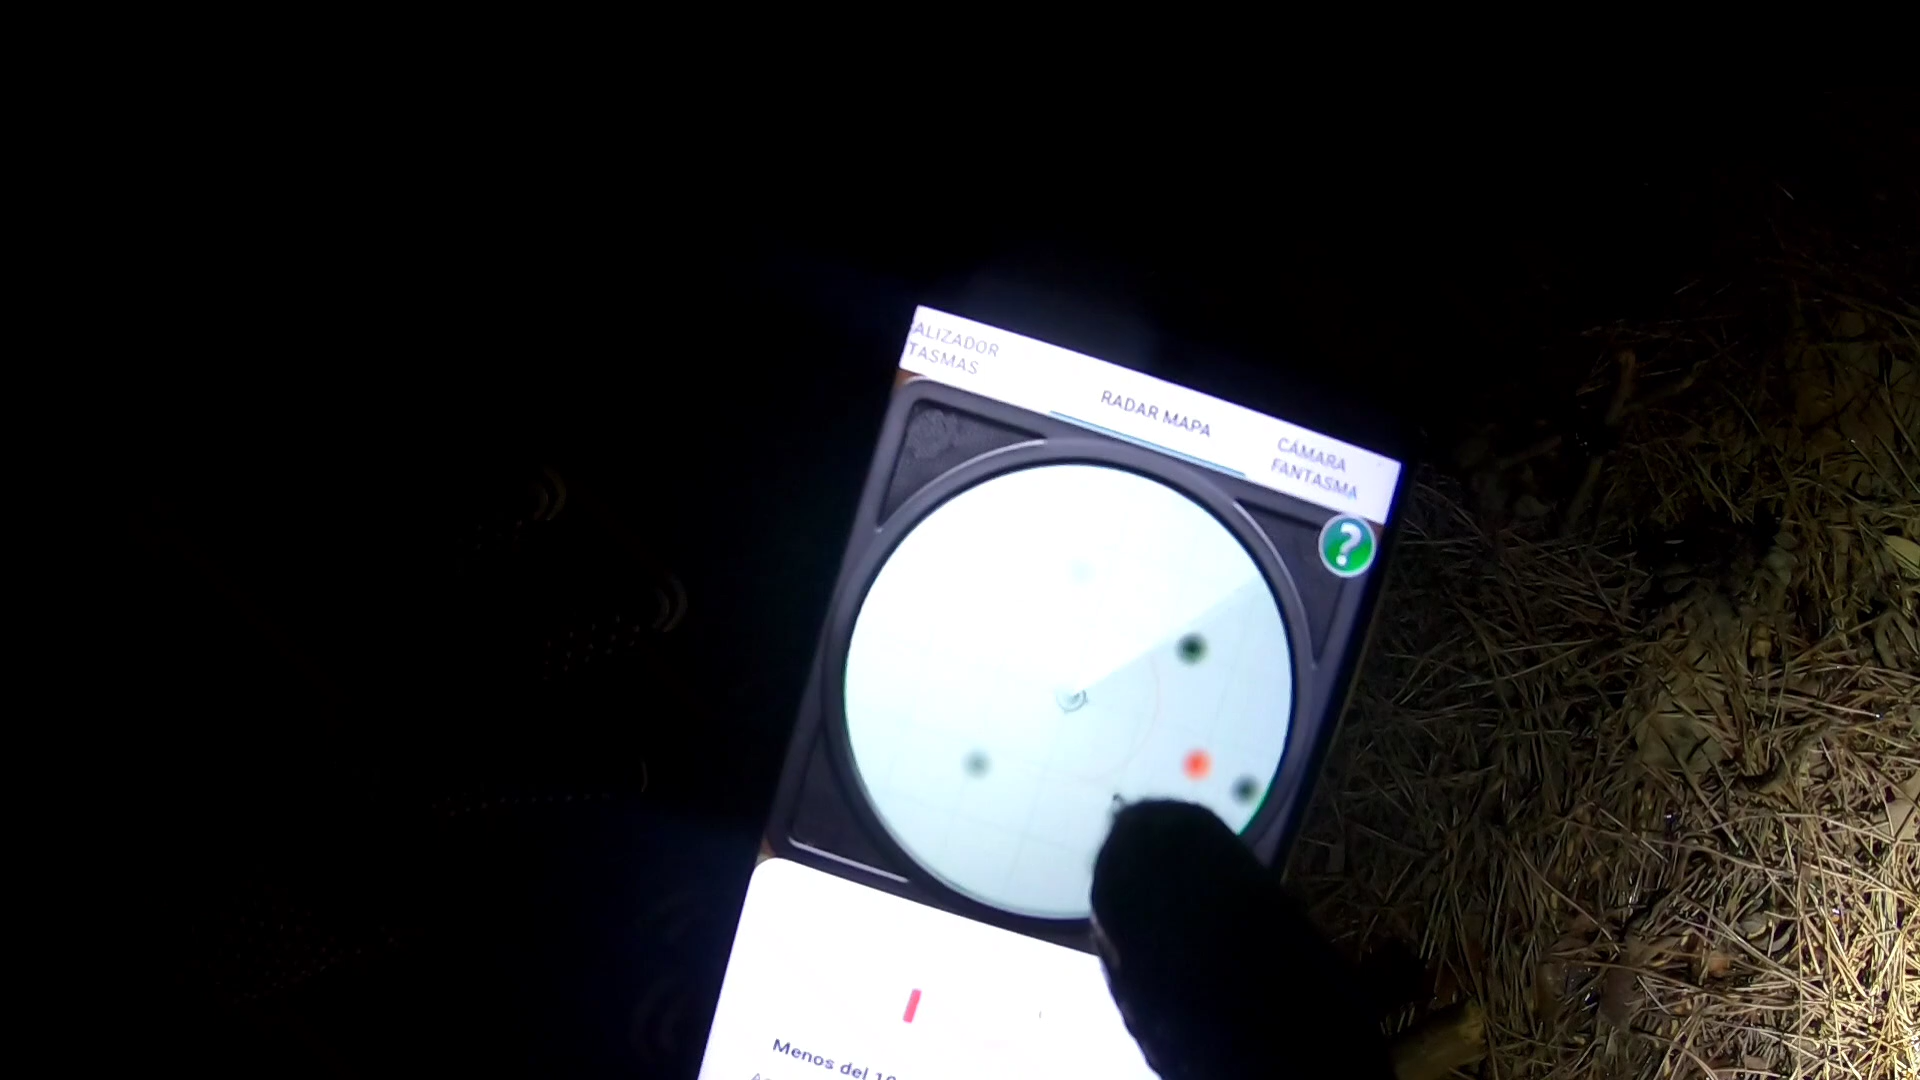 ALIZADOR
TASMAS
RADAR MAPA
CÁMARA
FANTASMA
?
Menos del